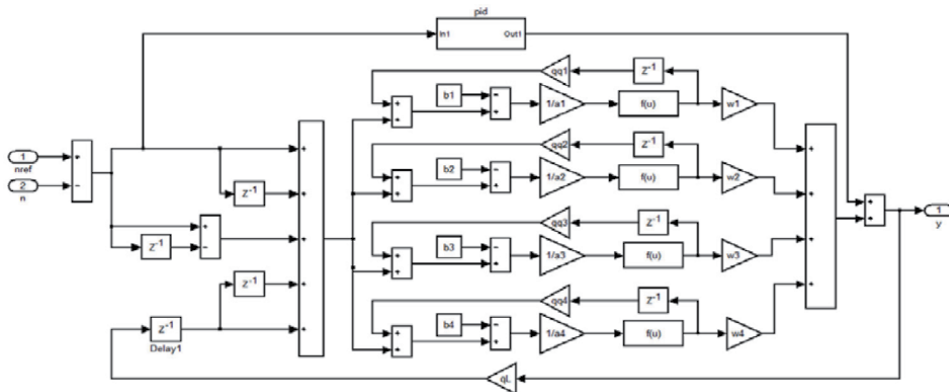 pid
In1 Out1
qq1 Z-1
b1 - + 1/a1 f(u) w1
+ +
1 nref +
2 n -
+
qq2 Z-1
b2 - + 1/a2 f(u) w2 +
+ +
Z-1 +
+ +
1 y
Z-1 + - +
qq3 Z-1
b3 - + 1/a3 f(u) w3 +
+ +
Z-1 +
qq4 Z-1
b4 - + 1/a4 f(u) w4 +
+ +
Z-1 +
Delay1
qL